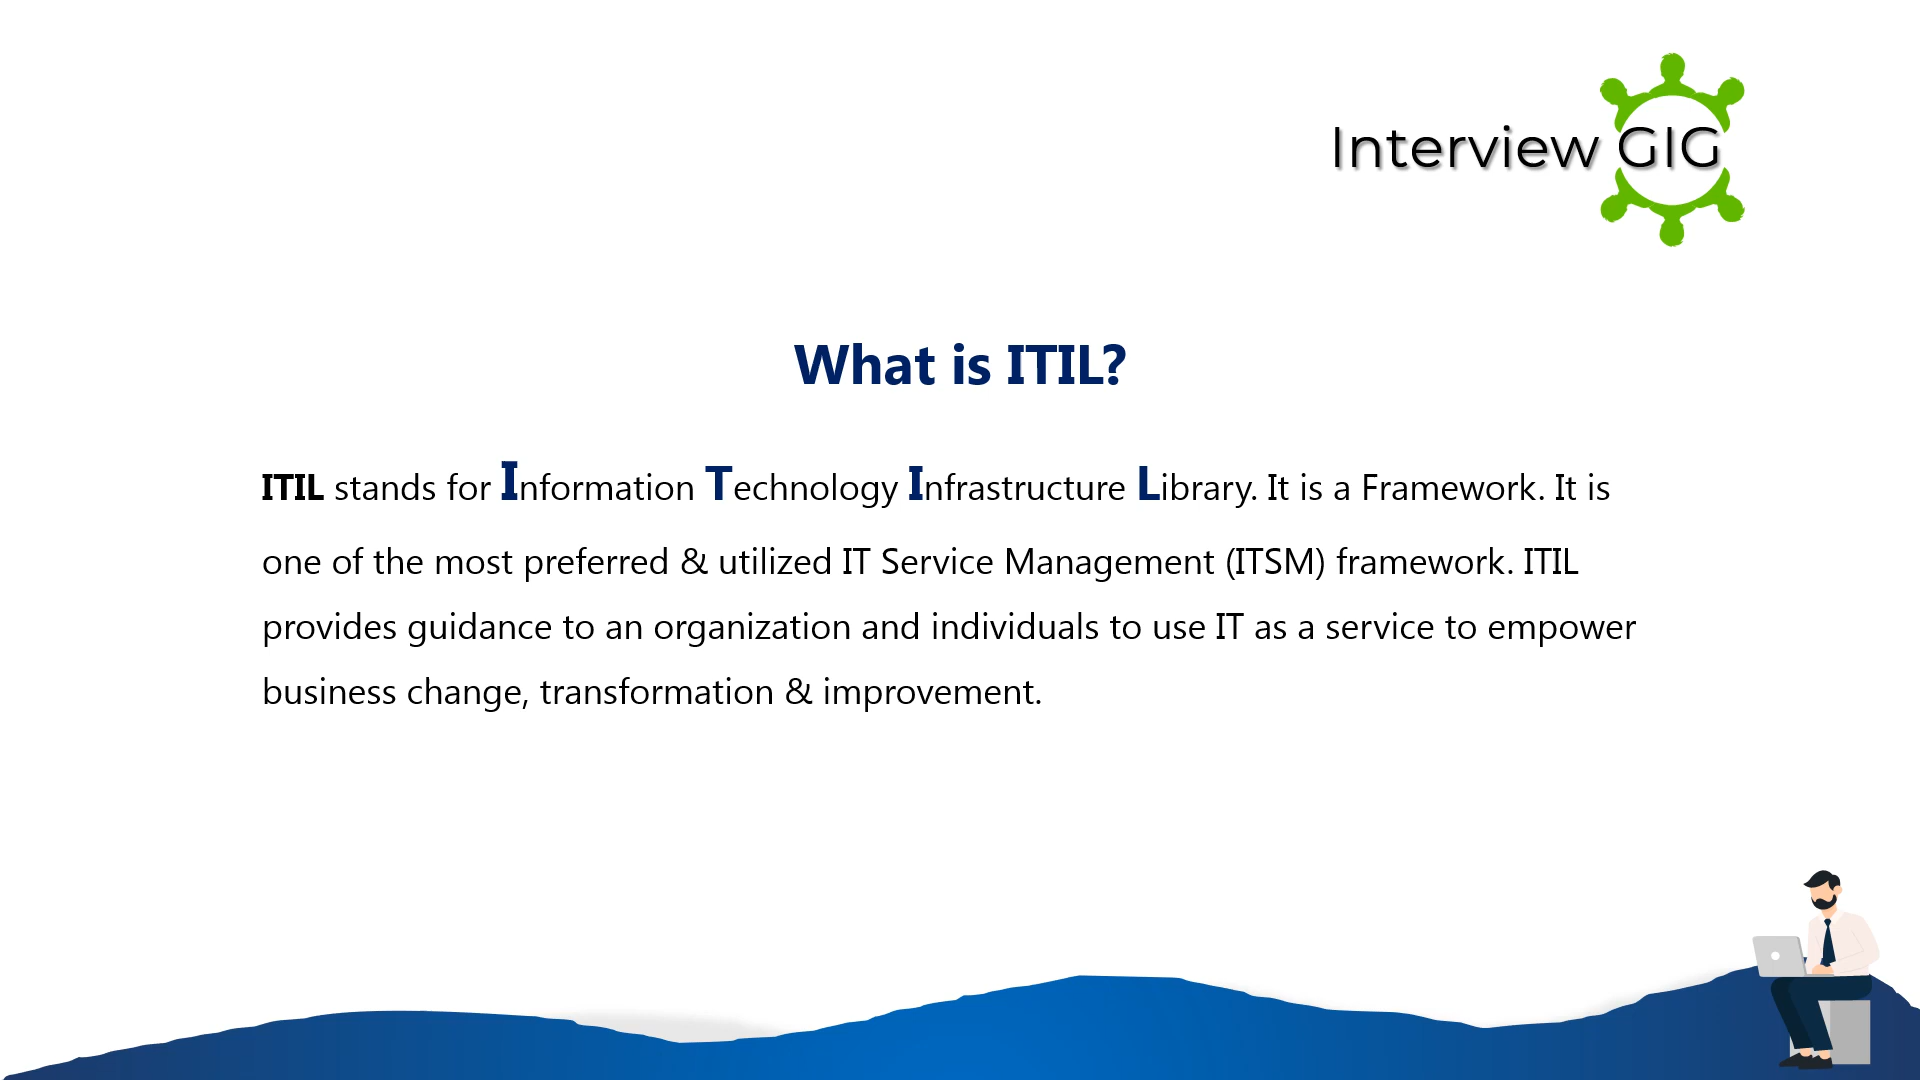 Interview GIG
What is ITIL?
ITIL stands for Information Technology Infrastructure Library. It is a Framework. It is
one of the most preferred & utilized IT Service Management (ITSM) framework. ITIL
provides guidance to an organization and individuals to use IT as a service to empower
business change, transformation & improvement.